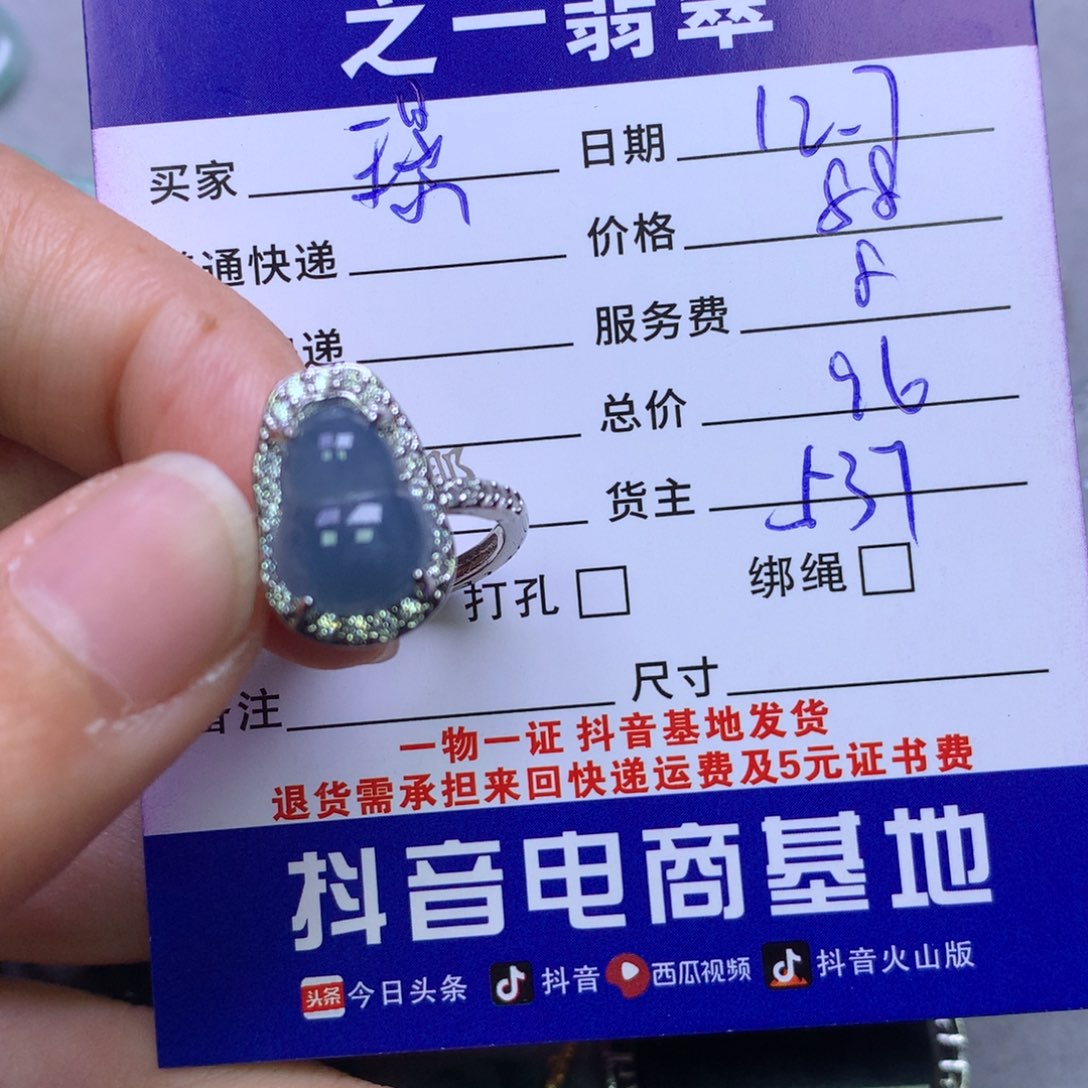 之一翡翠
买家 璟 日期 12-7
通快递 价格 88
递 服务费 8
总价 96
货主 537
打孔 绑绳
备注 尺寸
一物一证 抖音基地发货
退货需承担来回快递运费及5元证书费
抖音电商基地
头条 今日头条 抖音 西瓜视频 抖音火山版